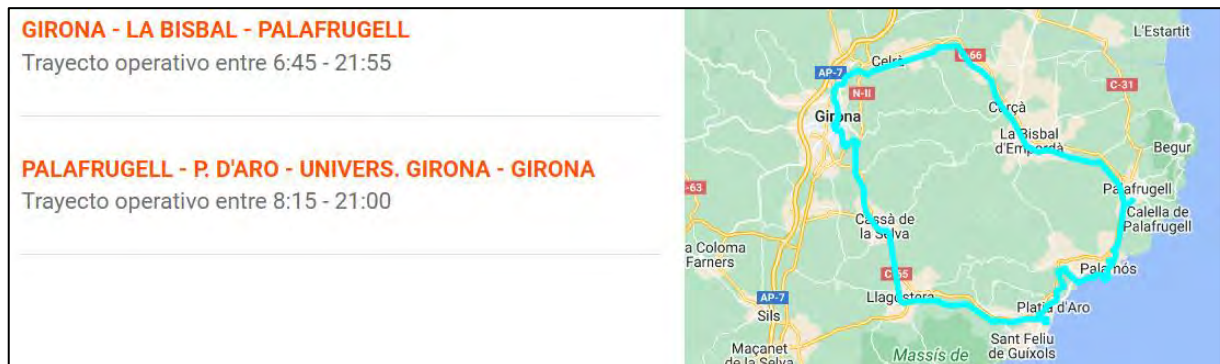 GIRONA - LA BISBAL - PALAFRUGELL
Trayecto operativo entre 6:45 - 21:55
PALAFRUGELL - P. D'ARO - UNIVERS. GIRONA - GIRONA
Trayecto operativo entre 8:15 - 21:00
L'Estartit
C-66
Celrà
AP-7
C-31
N-II
Girona
Corçà
La Bisbal
d'Empordà
Begur
Palafrugell
-63
Calella de
Palafrugell
Cassà de
la Selva
a Coloma
Farners
C-65
Palamós
AP-7
Llagostera
Platja d'Aro
Sils
Sant Feliu
de Guíxols
Maçanet
de la Selva
Massís de